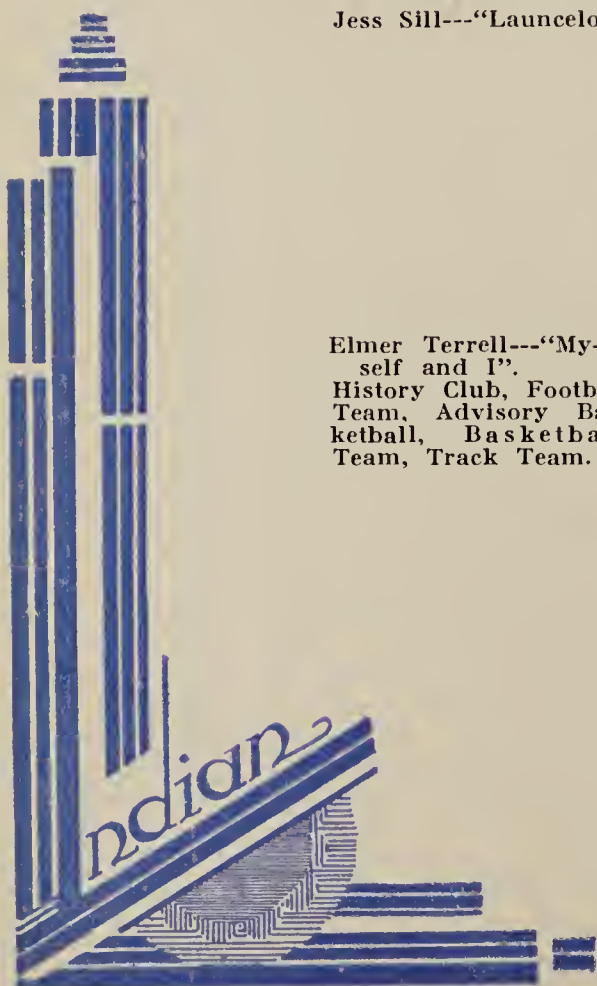 Jess Sill---“Launcelo
Elmer Terrell---“My-
self and I”.
History Club, Footb
Team, Advisory Ba
ketball, Basketba
Team, Track Team.
ndian